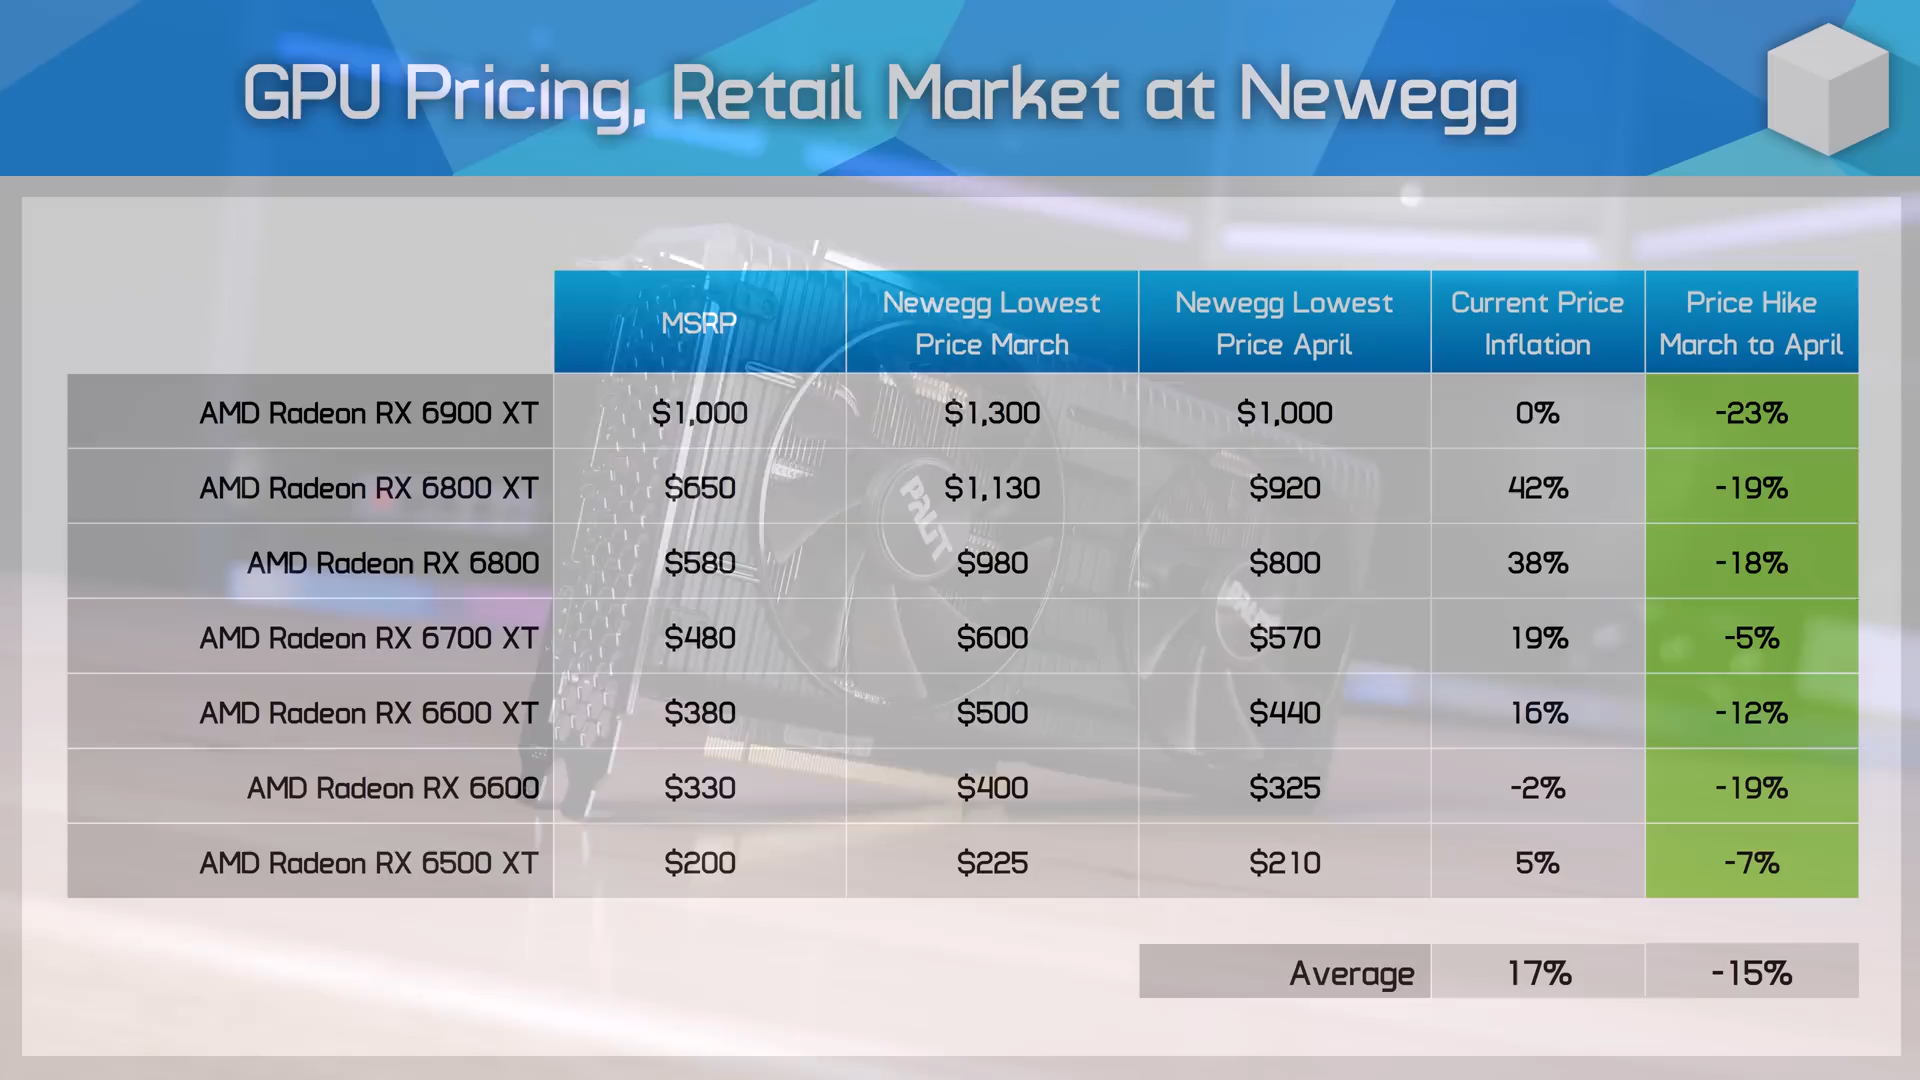 GPU Pricing, Retail Market at Newegg
MSRP
Newegg Lowest
Price March
Newegg Lowest
Price April
Current Price
Inflation
Price Hike
March to April
AMD Radeon RX 6900 XT $1,000 $1,300 $1,000 0% -23%
AMD Radeon RX 6800 XT $650 $1,130 $920 42% -19%
AMD Radeon RX 6800 $580 $980 $800 38% -18%
AMD Radeon RX 6700 XT $480 $600 $570 19% -5%
AMD Radeon RX 6600 XT $380 $500 $440 16% -12%
AMD Radeon RX 6600 $330 $400 $325 -2% -19%
AMD Radeon RX 6500 XT $200 $225 $210 5% -7%
Average 17% -15%
PALIT